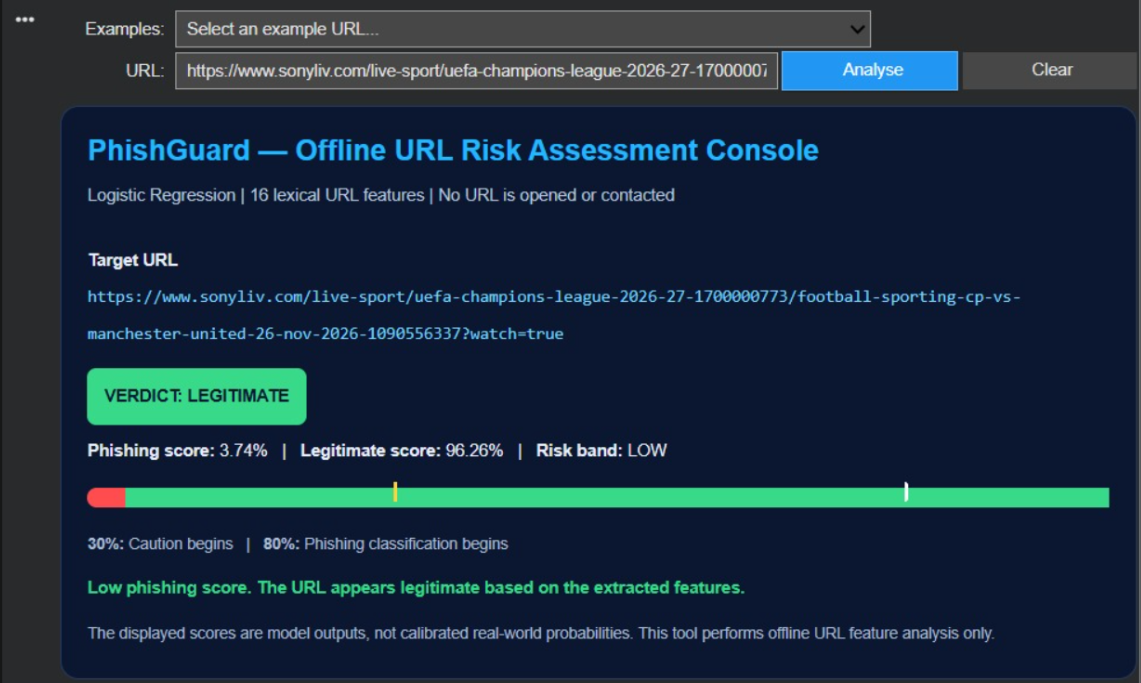 Examples: Select an example URL...
URL: https://www.sonyliv.com/live-sport/uefa-champions-league-2026-27-17000007 Analyse Clear
PhishGuard — Offline URL Risk Assessment Console
Logistic Regression | 16 lexical URL features | No URL is opened or contacted
Target URL
https://www.sonyliv.com/live-sport/uefa-champions-league-2026-27-1700000773/football-sporting-cp-vs-
manchester-united-26-nov-2026-1090556337?watch=true
VERDICT: LEGITIMATE
Phishing score: 3.74% | Legitimate score: 96.26% | Risk band: LOW
30%: Caution begins | 80%: Phishing classification begins
Low phishing score. The URL appears legitimate based on the extracted features.
The displayed scores are model outputs, not calibrated real-world probabilities. This tool performs offline URL feature analysis only.